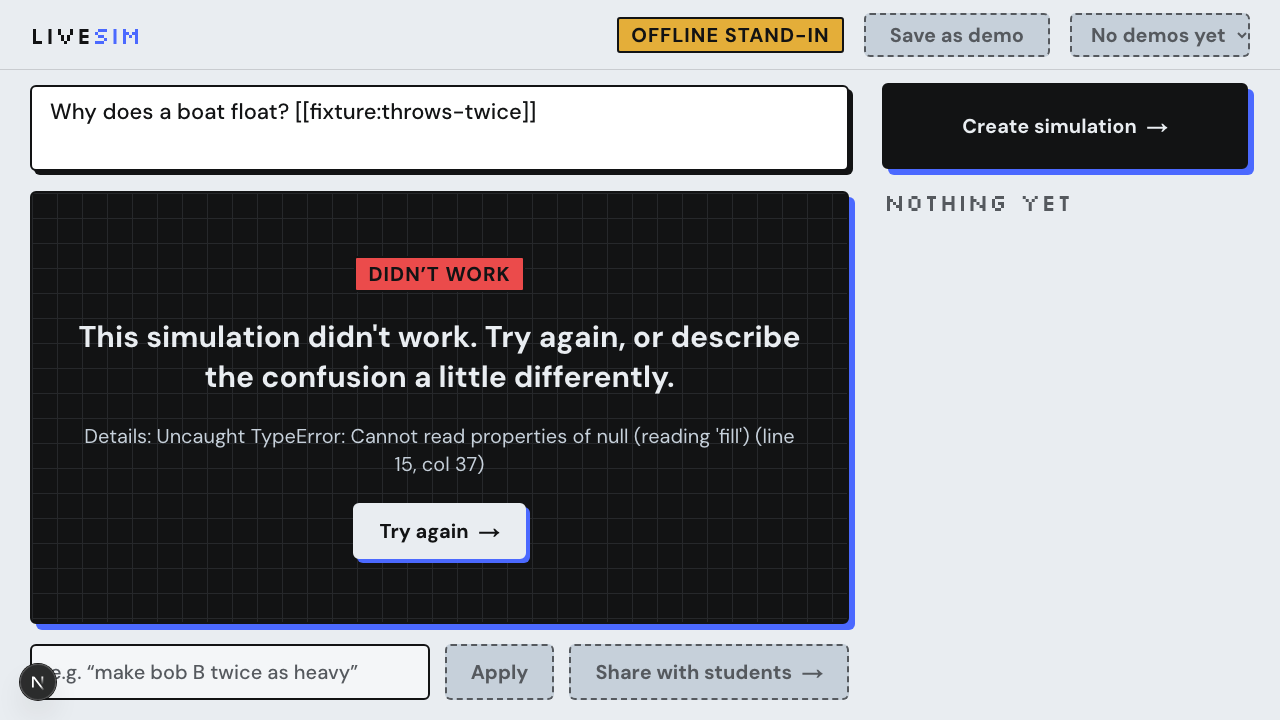 LIVESIM
OFFLINE STAND-IN
Save as demo
No demos yet
Why does a boat float? [[fixture:throws-twice]]
Create simulation →
NOTHING YET
DIDN’T WORK
This simulation didn't work. Try again, or describe
the confusion a little differently.
Details: Uncaught TypeError: Cannot read properties of null (reading 'fill') (line
15, col 37)
Try again →
e.g. “make bob B twice as heavy”
Apply
Share with students →
N